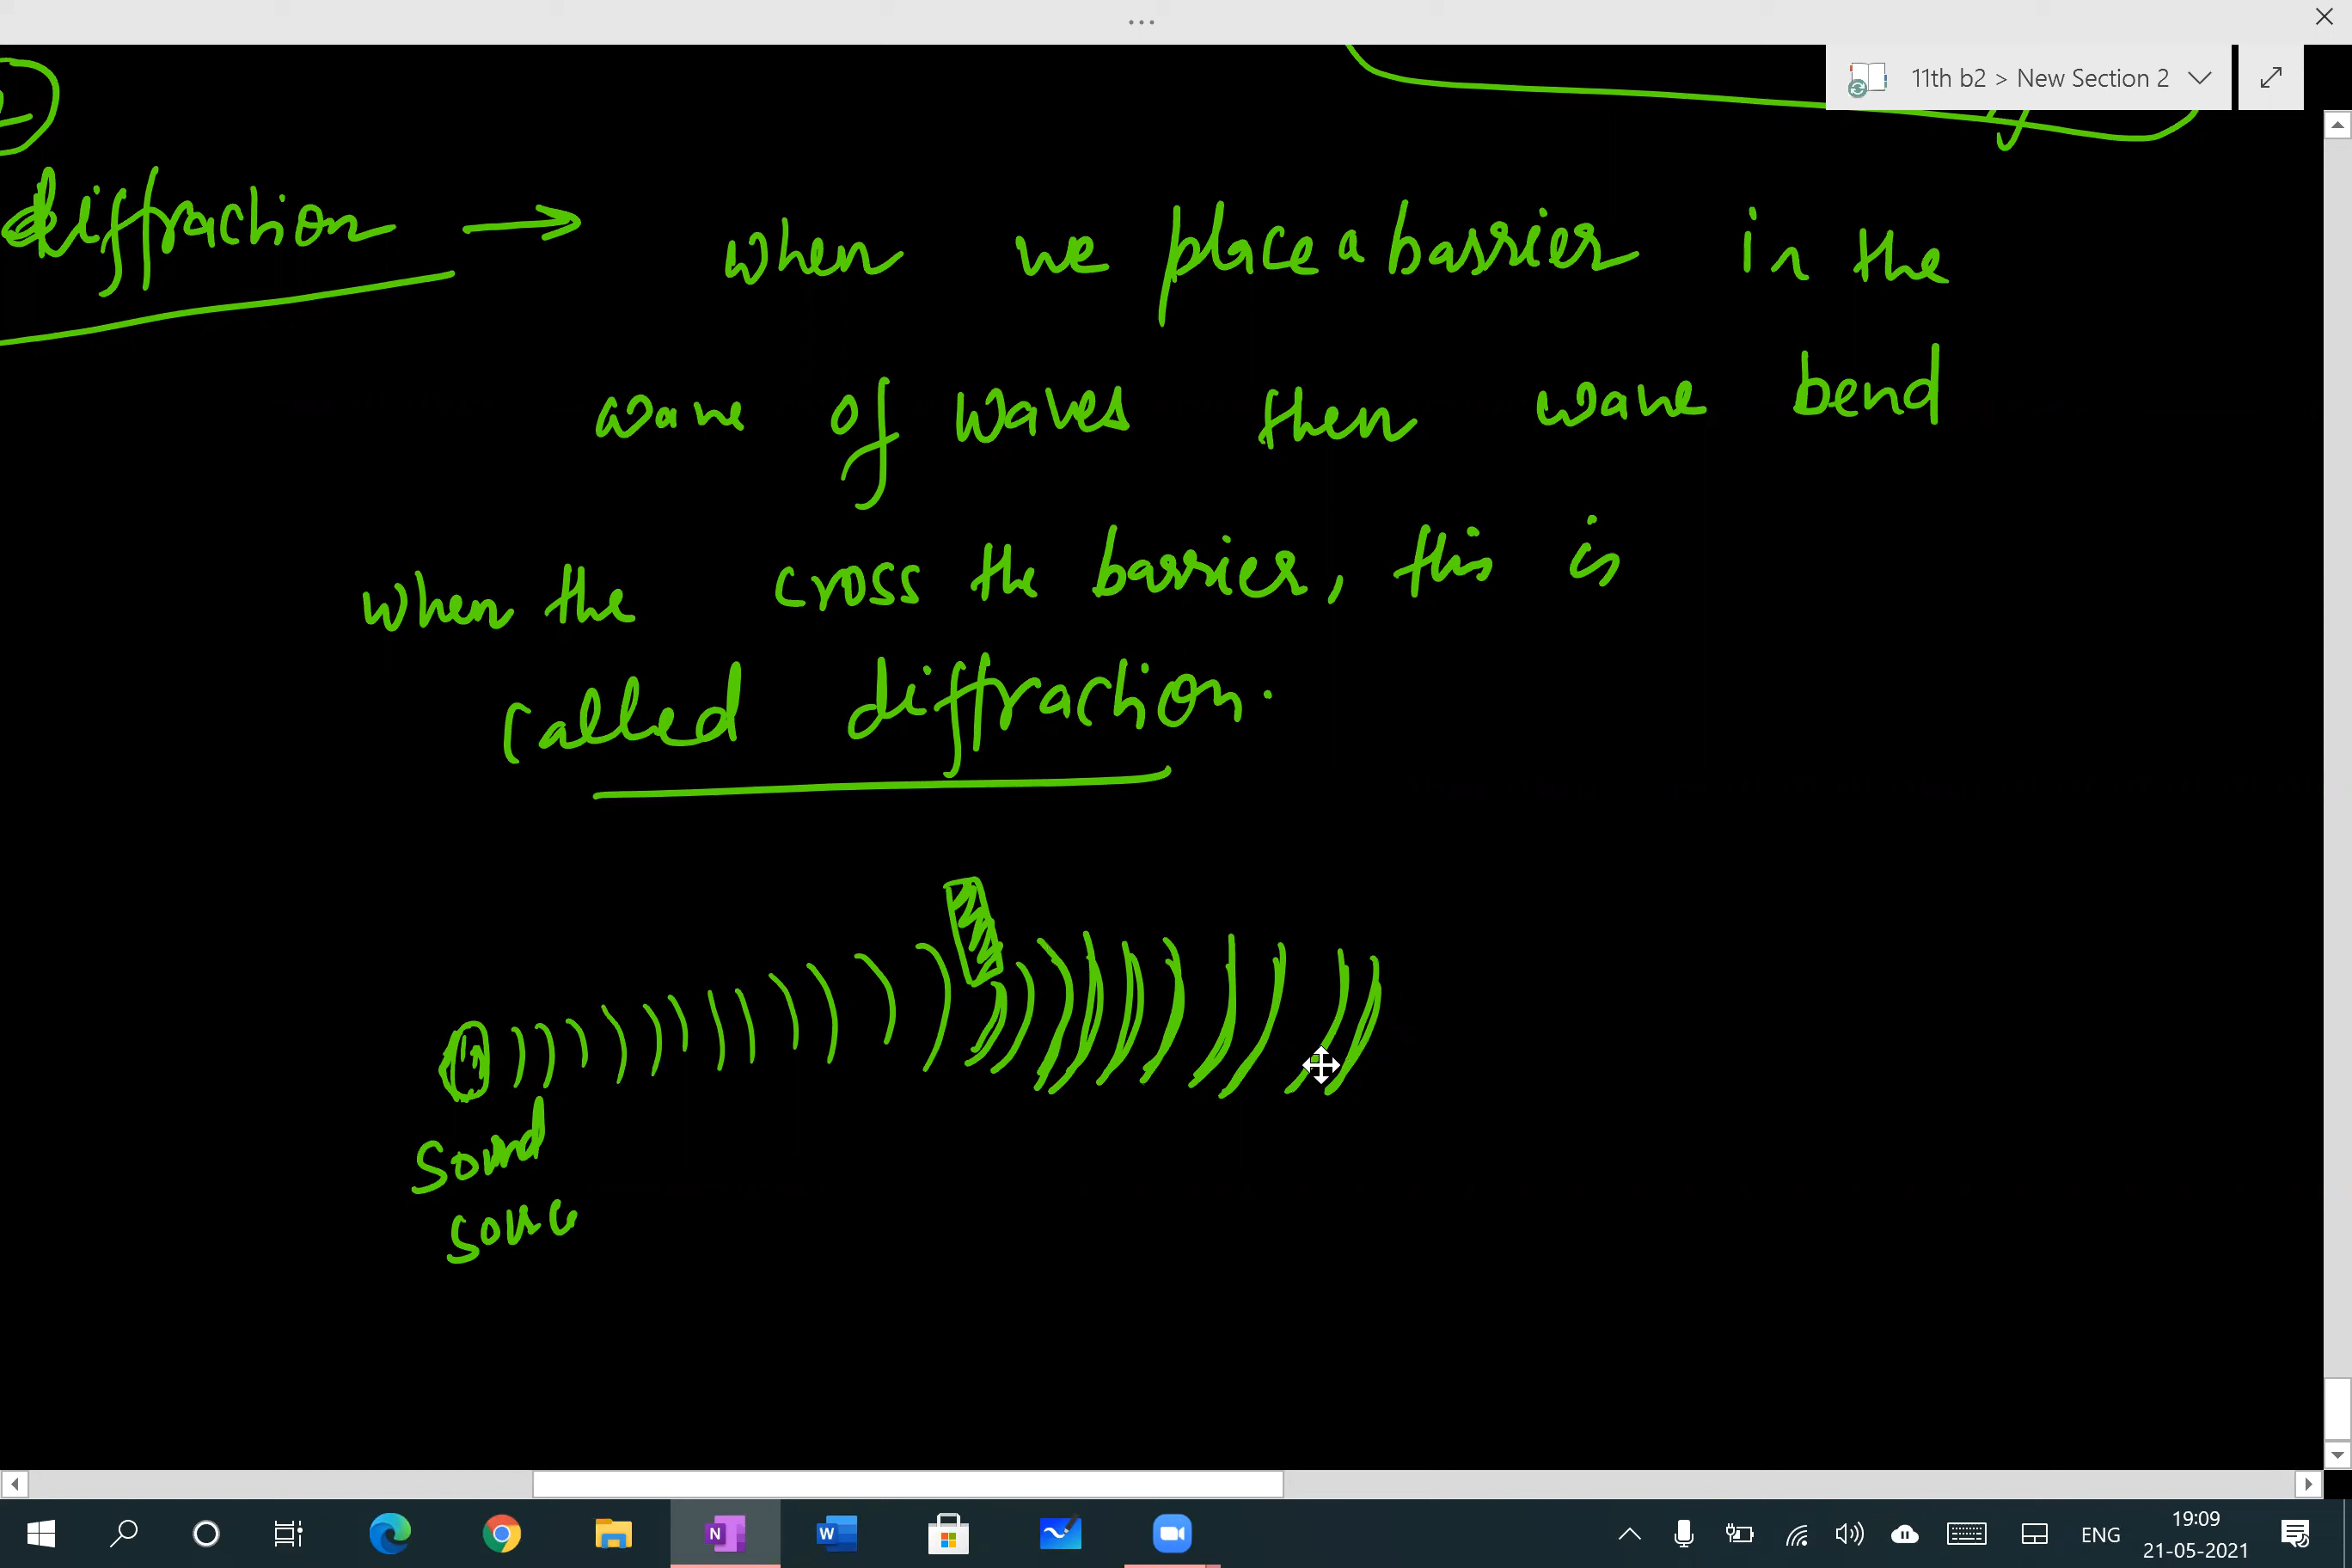 11th b2 > New Section 2
2
diffraction → when we place a barrier in the
wave of waves then wave bend
when the cross the barrier, this is
called diffraction.
sound
source
ENG
19:09
21-05-2021